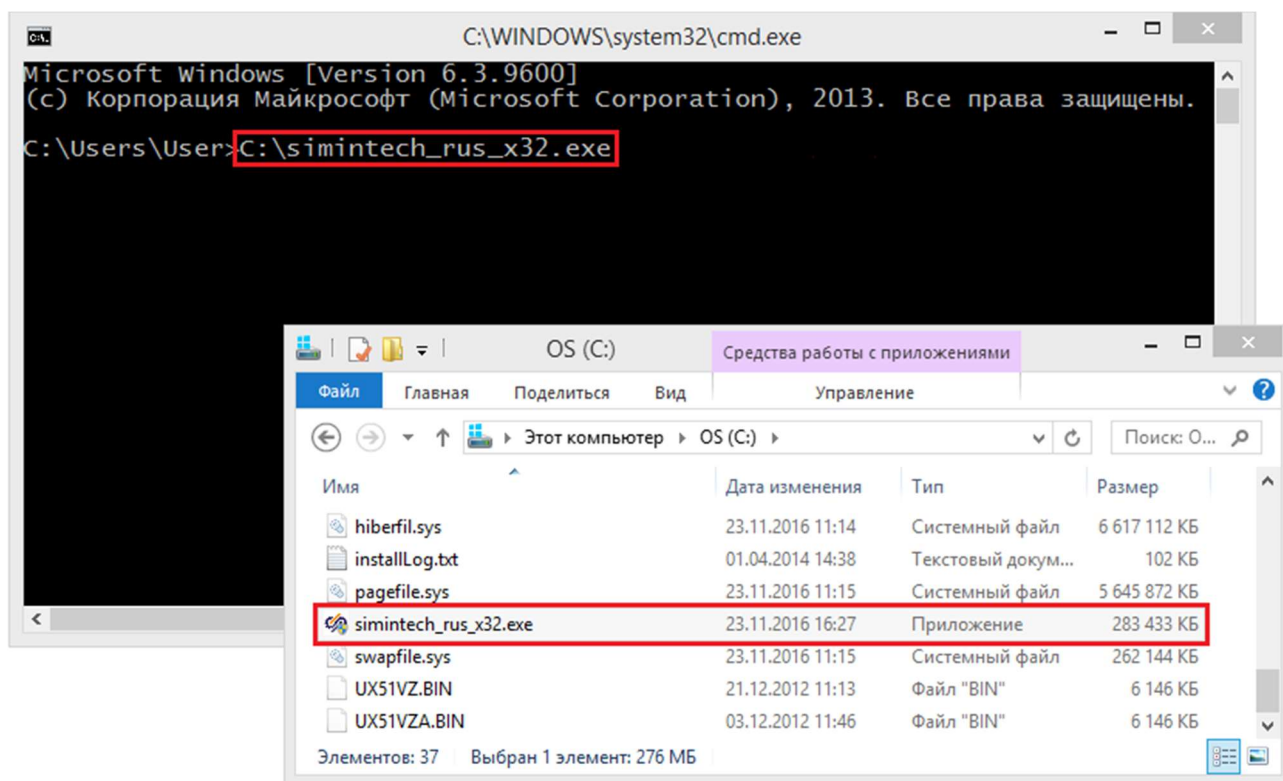 C:\WINDOWS\system32\cmd.exe
Microsoft Windows [Version 6.3.9600]
(c) Корпорация Майкрософт (Microsoft Corporation), 2013. Все права защищены.
C:\Users\User>C:\simintech_rus_x32.exe
OS (C:) Средства работы с приложениями
Файл Главная Поделиться Вид Управление
Этот компьютер OS (C:) Поиск: O...
Имя Дата изменения Тип Размер
hiberfil.sys 23.11.2016 11:14 Системный файл 6 617 112 КБ
installLog.txt 01.04.2014 14:38 Текстовый докум... 102 КБ
pagefile.sys 23.11.2016 11:15 Системный файл 5 645 872 КБ
simintech_rus_x32.exe 23.11.2016 16:27 Приложение 283 433 КБ
swapfile.sys 23.11.2016 11:15 Системный файл 262 144 КБ
UX51VZ.BIN 21.12.2012 11:13 Файл "BIN" 6 146 КБ
UX51VZA.BIN 03.12.2012 11:46 Файл "BIN" 6 146 КБ
Элементов: 37 Выбран 1 элемент: 276 МБ